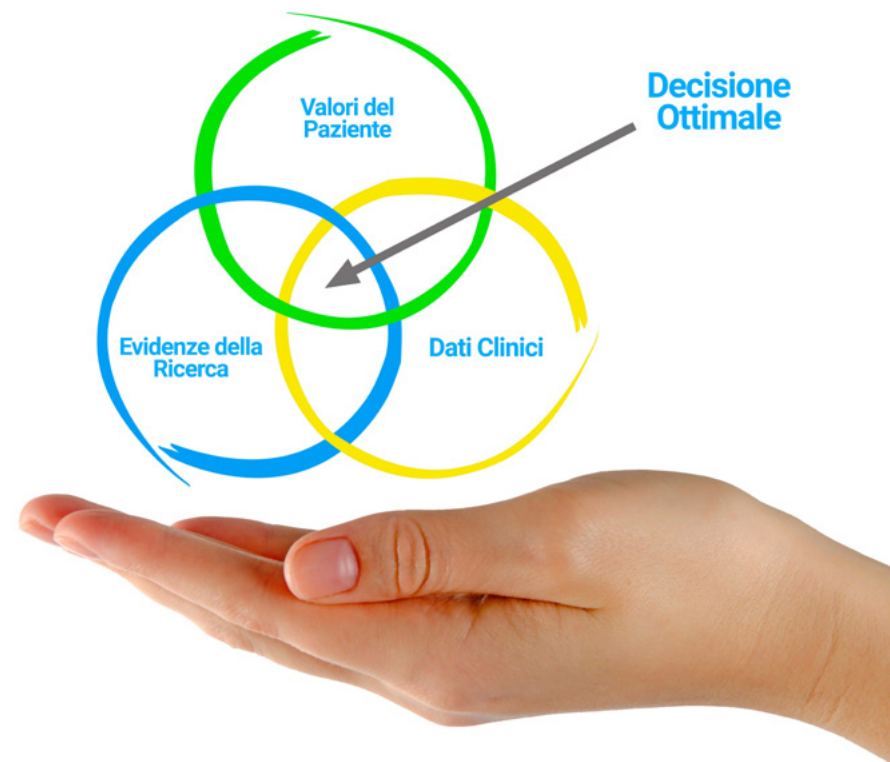 Valori del
Paziente
Decisione
Ottimale
Evidenze della
Ricerca
Dati Clinici